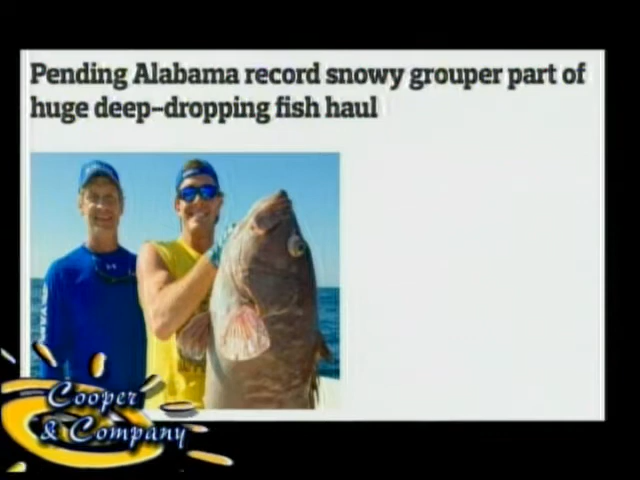 Pending Alabama record snowy grouper part of
huge deep-dropping fish haul
Cooper
& Company